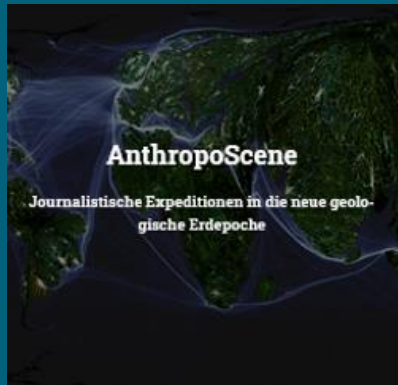 AnthropoScene
Journalistische Expeditionen in die neue geolo-
gische Erdepoche